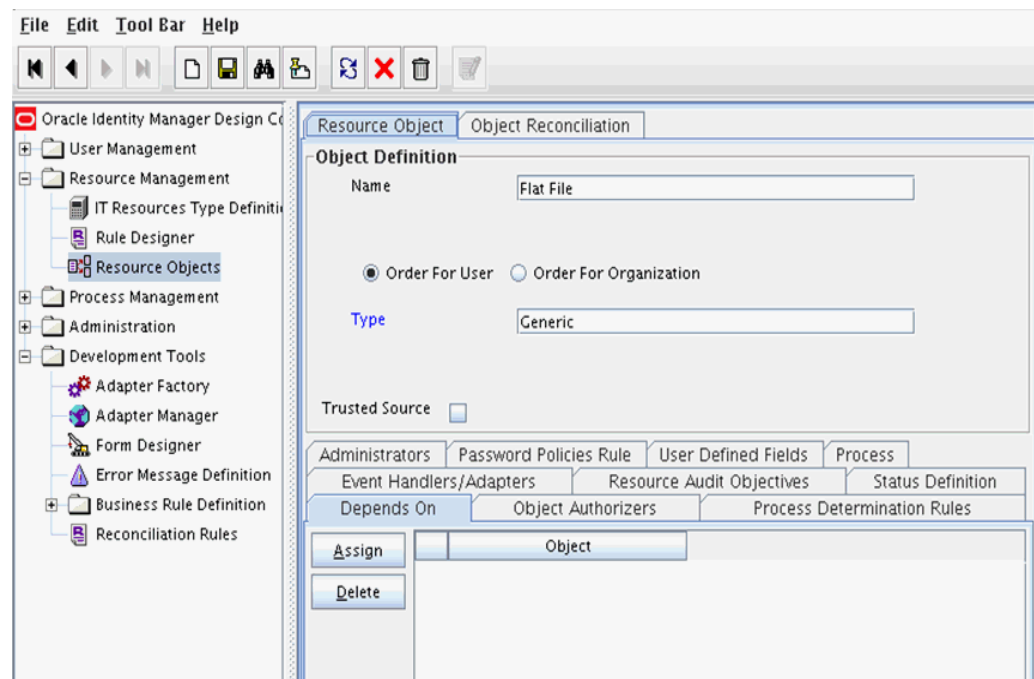 File Edit Tool Bar Help
Oracle Identity Manager Design Co
User Management
Resource Management
IT Resources Type Definiti
Rule Designer
Resource Objects
Process Management
Administration
Development Tools
Adapter Factory
Adapter Manager
Form Designer
Error Message Definition
Business Rule Definition
Reconciliation Rules
Resource Object Object Reconciliation
Object Definition
Name Flat File
Order For User Order For Organization
Type Generic
Trusted Source
Administrators Password Policies Rule User Defined Fields Process
Event Handlers/Adapters Resource Audit Objectives Status Definition
Depends On Object Authorizers Process Determination Rules
Assign Object
Delete